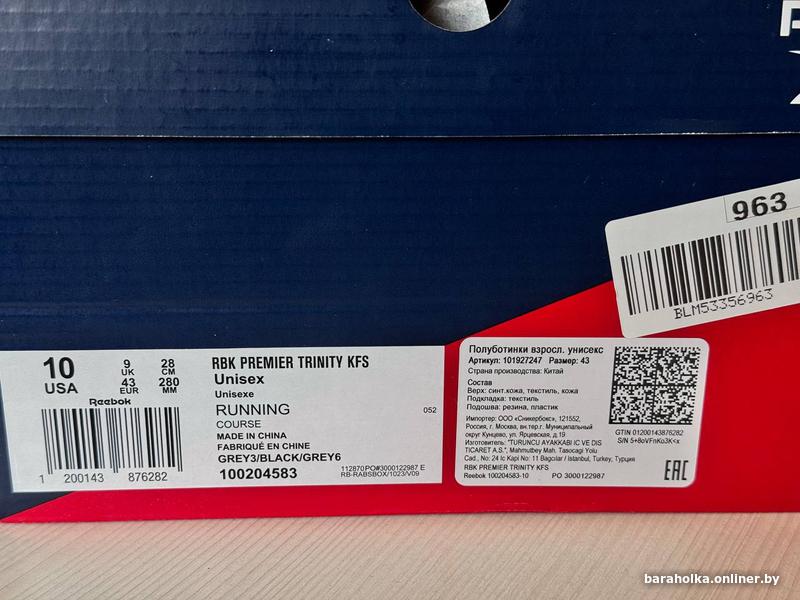 963
BLM53356963
10
USA
9
UK
28
CM
43
EUR
280
MM
Reebok
1 200143 876282
RBK PREMIER TRINITY KFS
Unisex
Unisexe
RUNNING
052
COURSE
MADE IN CHINA
FABRIQUÉ EN CHINE
GREY3/BLACK/GREY6
100204583
112870PO#3000122987 E
RB-RABSBOX/1023/V09
Полуботинки взросл. унисекс
Артикул: 101927247 Размер: 43
Страна производства: Китай
Состав
Верх: синт.кожа, текстиль, кожа
Подкладка: текстиль
Подошва: резина, пластик
Импортер: ООО «Сникербокс», 121552,
Россия, г. Москва, вн.тер.г. Муниципальный
округ Кунцево, ул. Ярцевская, д.19
Изготовитель: "TURUNCU AYAKKABI IC VE DIS
TICARET A.S.", Mahmutbey Mah. Tasocagi Yolu
Cad., No: 24 Ic Kapi No: 11 Bagcilar / Istanbul, Turkey, Турция
RBK PREMIER TRINITY KFS
Reebok 100204583-10 PO 3000122987
GTIN 01200143876282
S/N 5+8oVFnKo3K<x
EAC
baraholka.onliner.by